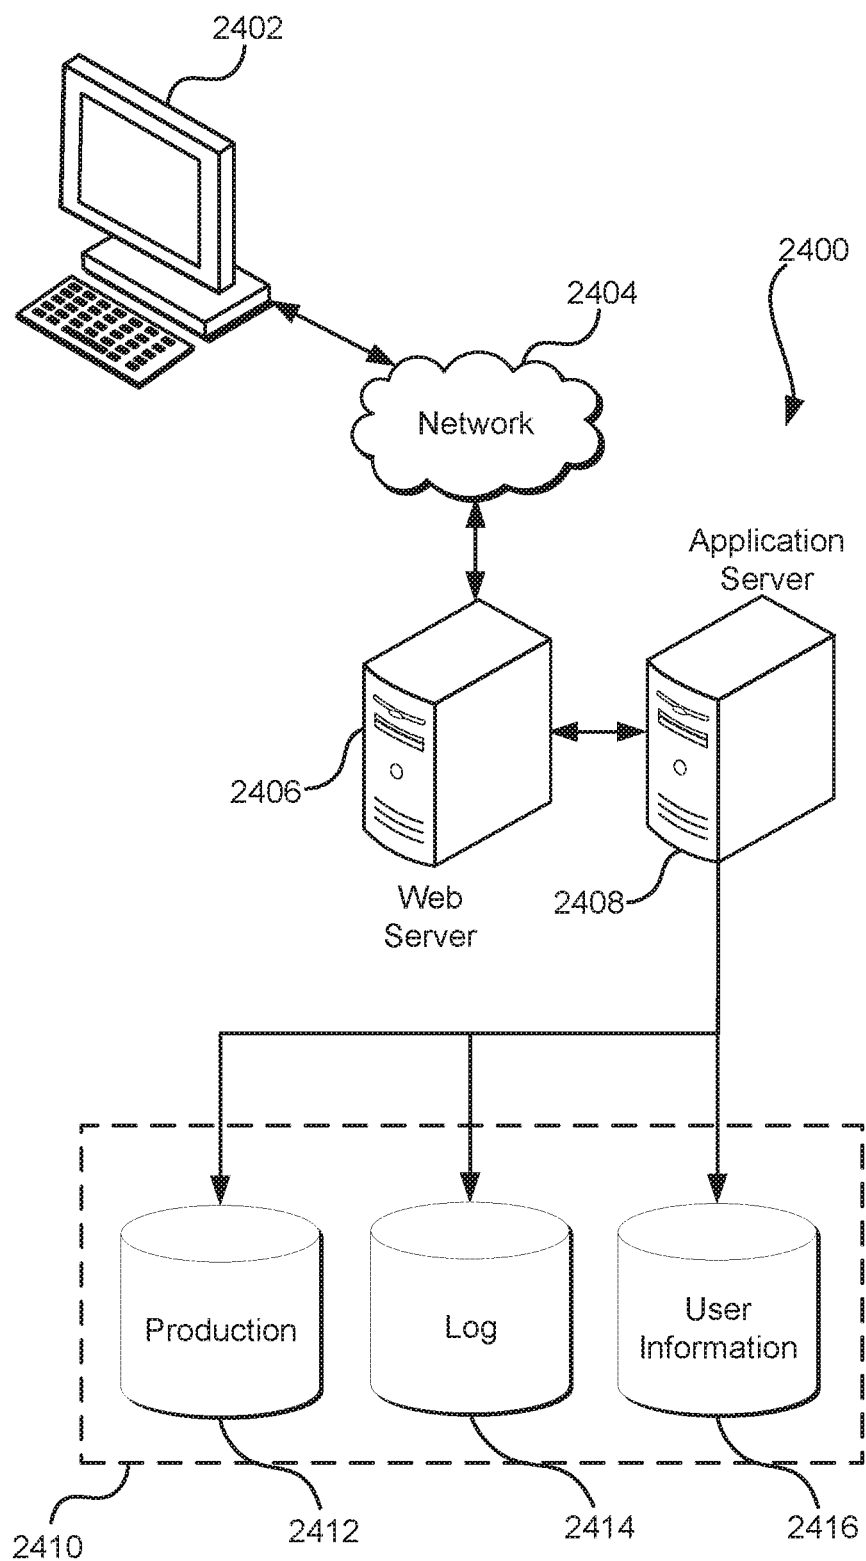 2402
2400
2404
Network
Application
Server
2406
2408
Web
Server
Production
Log
User
Information
2410
2412
2414
2416